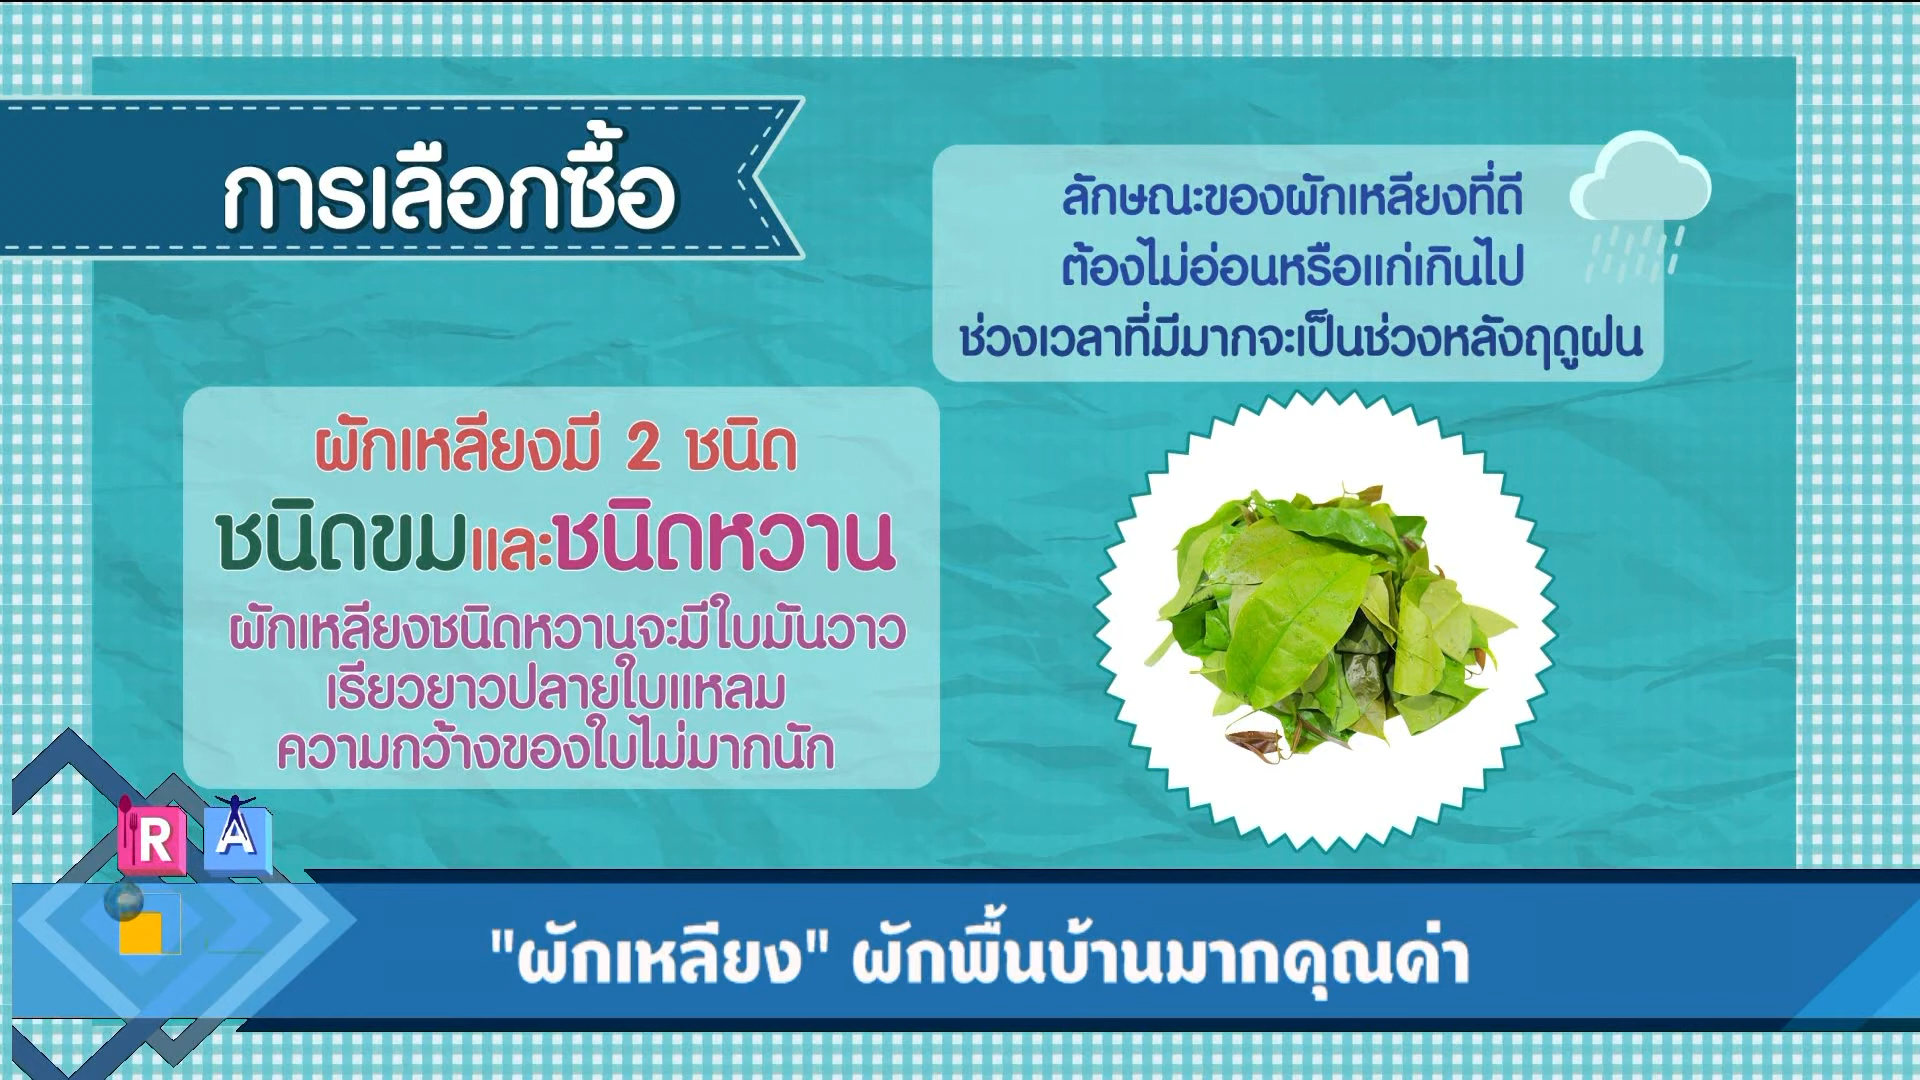 การเลือกซื้อ
ลักษณะของผักเหลียงที่ดี
ต้องไม่อ่อนหรือแก่เกินไป
ช่วงเวลาที่มีมากจะเป็นช่วงหลังฤดูฝน
ผักเหลียงมี 2 ชนิด
ชนิดขมและชนิดหวาน
ผักเหลียงชนิดหวานจะมีใบมันวาว
เรียวยาวปลายใบแหลม
ความกว้างของใบไม่มากนัก
R A
"ผักเหลียง" ผักพื้นบ้านมากคุณค่า